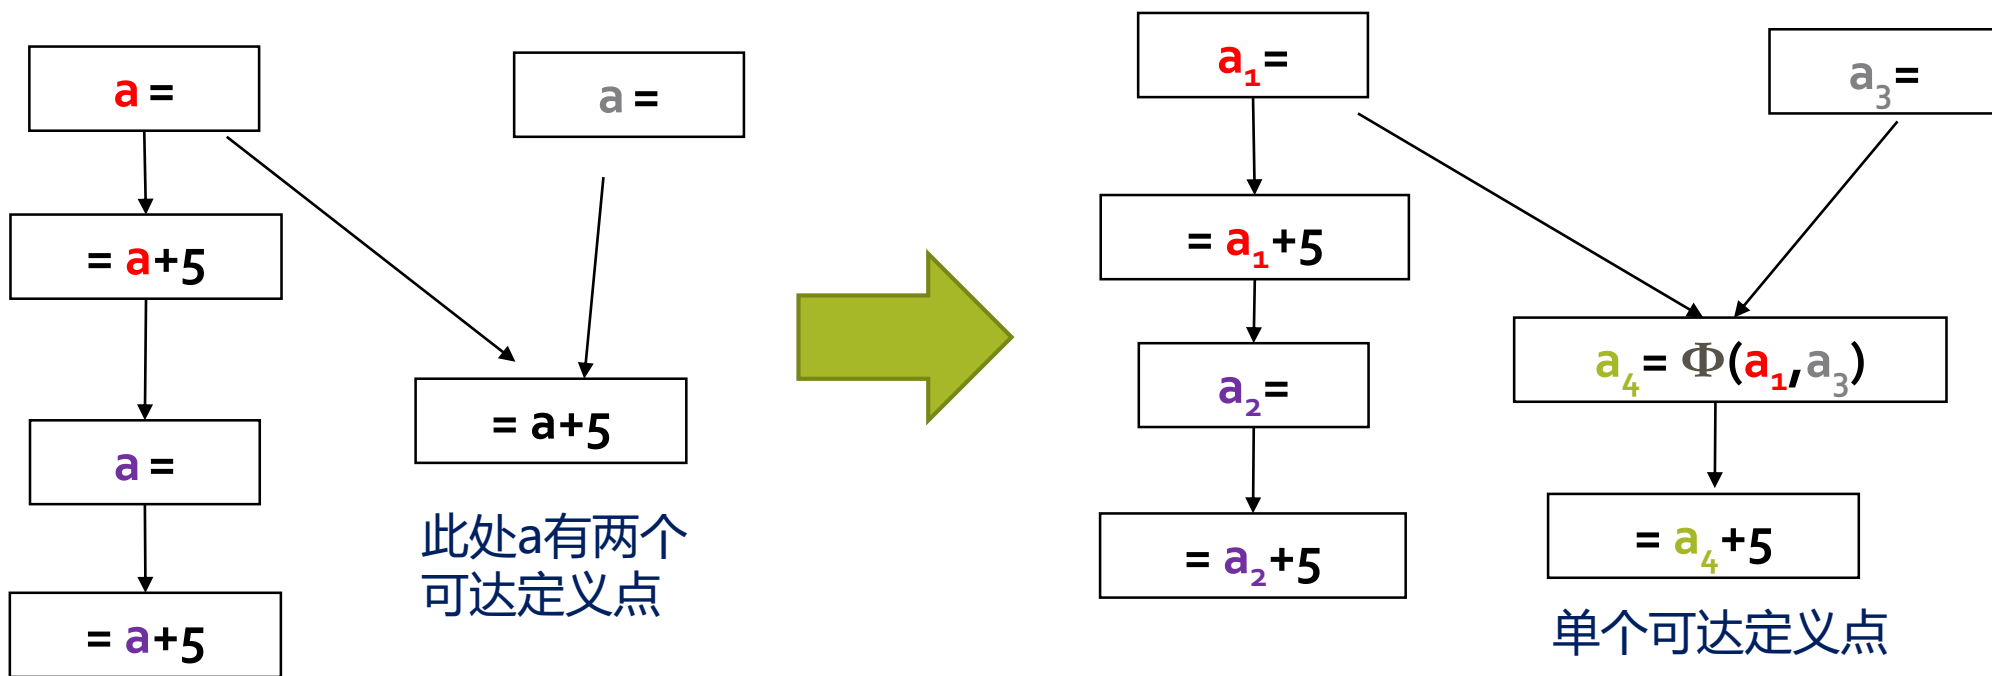 a =
a =
= a+5
= a+5
a =
此处a有两个
可达定义点
= a+5
a₁=
a₃=
= a₁+5
a₂=
a₄= Φ(a₁,a₃)
= a₂+5
= a₄+5
单个可达定义点